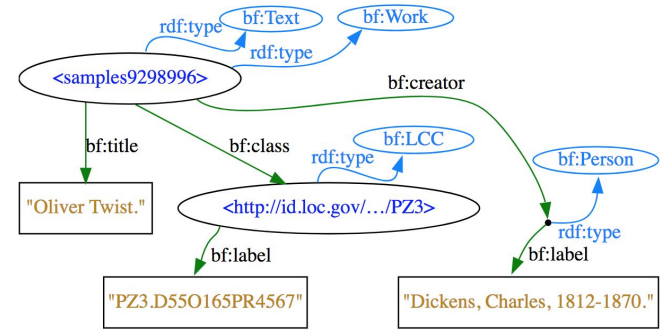 bf:Text
bf:Work
rdf:type
rdf:type
<samples9298996>
bf:creator
bf:title
bf:class
bf:LCC
rdf:type
bf:Person
"Oliver Twist."
<http://id.loc.gov/…/PZ3>
rdf:type
bf:label
bf:label
"PZ3.D55O165PR4567"
"Dickens, Charles, 1812-1870."